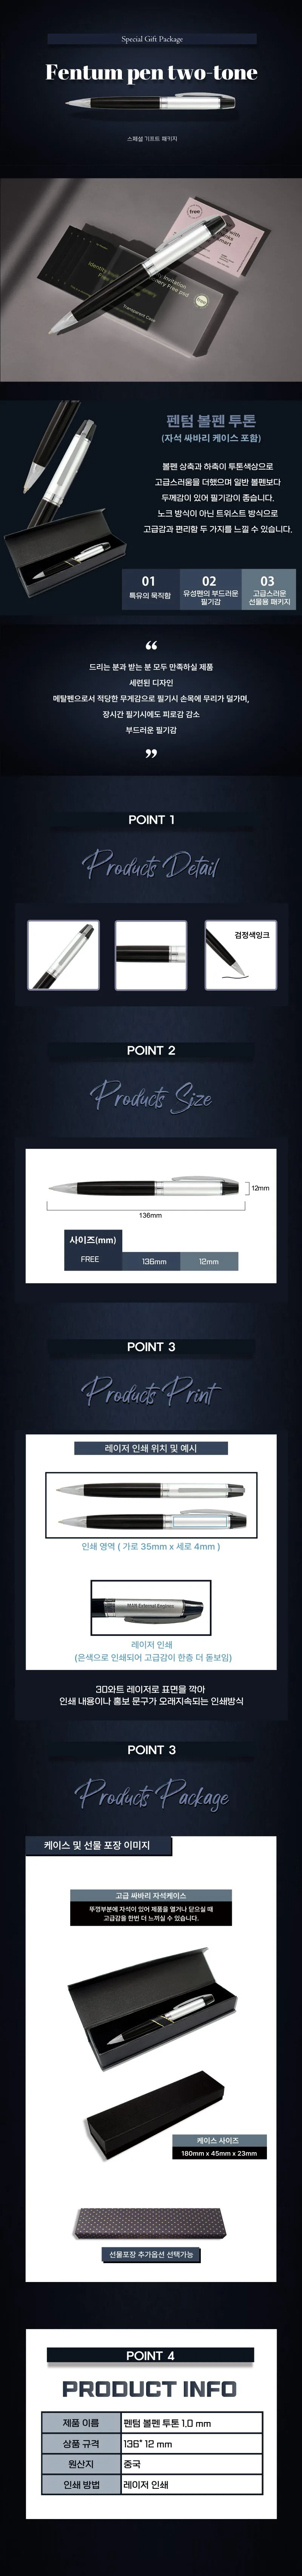 Special Gift Package
Fentum pen two-tone
스페셜 기프트 패키지
free
Transparent Case
펜텀 볼펜 투톤
(자석 싸바리 케이스 포함)
볼펜 상축과 하축이 투톤색상으로
고급스러움을 더했으며 일반 볼펜보다
두께감이 있어 필기감이 좋습니다.
노크 방식이 아닌 트위스트 방식으로
고급감과 편리함 두 가지를 느낄 수 있습니다.
01
특유의 묵직함
02
유성펜의 부드러운
필기감
03
고급스러운
선물용 패키지
“
드리는 분과 받는 분 모두 만족하실 제품
세련된 디자인
메탈펜으로서 적당한 무게감으로 필기시 손목에 무리가 덜가며,
장시간 필기시에도 피로감 감소
부드러운 필기감
”
POINT 1
Products Detail
검정색잉크
POINT 2
Products Size
12mm
136mm
사이즈(mm)
FREE 136mm 12mm
POINT 3
Products Print
레이저 인쇄 위치 및 예시
인쇄 영역 ( 가로 35mm x 세로 4mm )
레이저 인쇄
(은색으로 인쇄되어 고급감이 한층 더 돋보임)
30와트 레이저로 표면을 깍아
인쇄 내용이나 홍보 문구가 오래지속되는 인쇄방식
POINT 3
Products Package
케이스 및 선물 포장 이미지
고급 싸바리 자석케이스
뚜껑부분에 자석이 있어 제품을 열거나 닫으실 때
고급감을 한번 더 느끼실 수 있습니다.
케이스 사이즈
180mm x 45mm x 23mm
선물포장 추가옵션 선택가능
POINT 4
PRODUCT INFO
제품 이름 펜텀 볼펜 투톤 1.0 mm
상품 규격 136* 12 mm
원산지 중국
인쇄 방법 레이저 인쇄